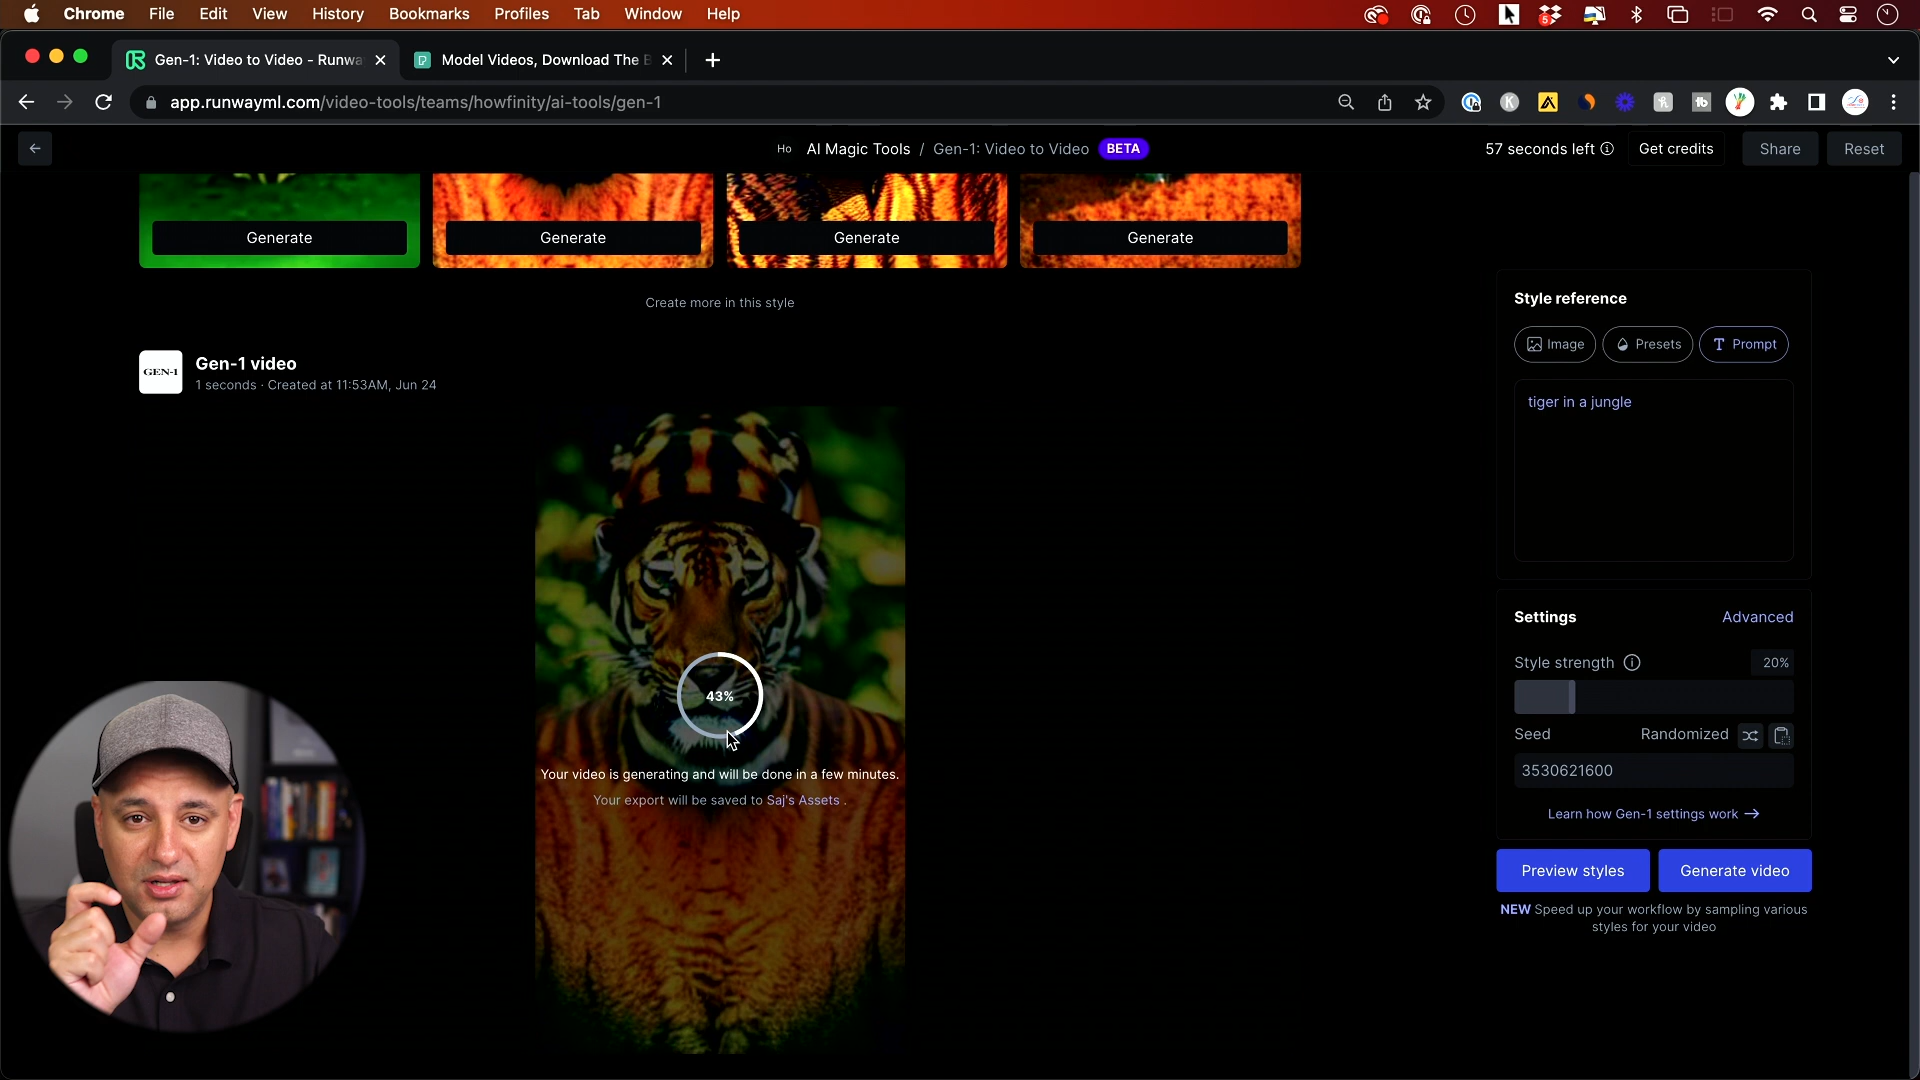 Chrome File Edit View History Bookmarks Profiles Tab Window Help
5
Gen-1: Video to Video - Runwa
Model Videos, Download The B
app.runwayml.com/video-tools/teams/howfinity/ai-tools/gen-1
Ho AI Magic Tools / Gen-1: Video to Video BETA
57 seconds left Get credits Share Reset
Generate Generate Generate Generate
Create more in this style
GEN-1
Gen-1 video
1 seconds · Created at 11:53AM, Jun 24
43%
Your video is generating and will be done in a few minutes.
Your export will be saved to Saj's Assets .
Style reference
Image Presets Prompt
tiger in a jungle
Settings Advanced
Style strength 20%
Seed Randomized
3530621600
Learn how Gen-1 settings work →
Preview styles Generate video
NEW Speed up your workflow by sampling various
styles for your video